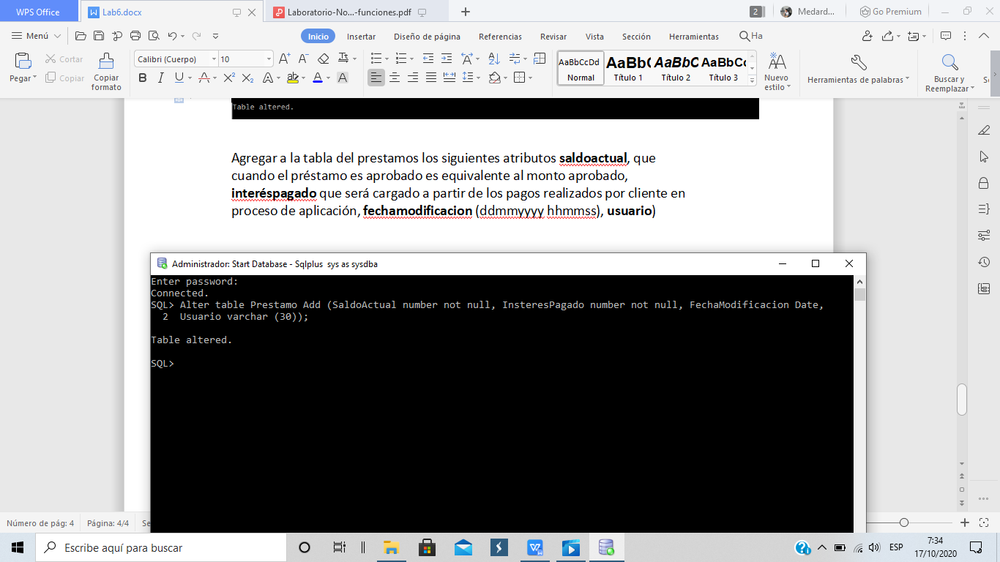 WPS Office
Lab6.docx
Laboratorio-No...-funciones.pdf
2
Medard...
Go Premium
Menú
Inicio
Insertar
Diseño de página
Referencias
Revisar
Vista
Sección
Herramientas
Ha
Pegar
Cortar
Copiar
Copiar formato
Calibri (Cuerpo)
10
AaBbCcDd
Normal
AaBb(
Título 1
AaBbC
Título 2
AaBbC
Título 3
Nuevo estilo
Herramientas de palabras
Buscar y Reemplazar
Table altered.
Agregar a la tabla del prestamos los siguientes atributos saldoactual, que
cuando el préstamo es aprobado es equivalente al monto aprobado,
interéspagado que será cargado a partir de los pagos realizados por cliente en
proceso de aplicación, fechamodificacion (ddmmyyyy hhmmss), usuario)
Administrador: Start Database - Sqlplus  sys as sysdba
Enter password:
Connected.
SQL> Alter table Prestamo Add (SaldoActual number not null, InsteresPagado number not null, FechaModificacion Date,
  2  Usuario varchar (30));
Table altered.
SQL>
Número de pág: 4
Página: 4/4
Se
Escribe aquí para buscar
ESP
7:34
17/10/2020